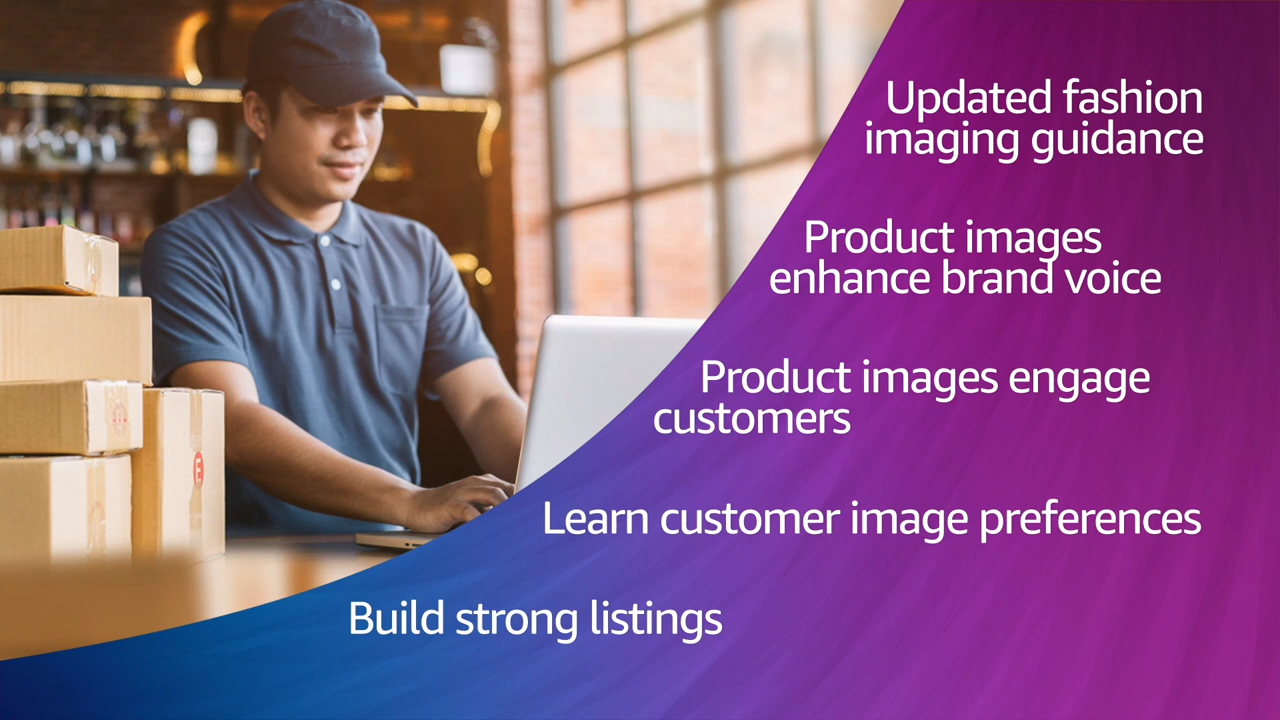 Updated fashion
imaging guidance
Product images
enhance brand voice
Product images engage
customers
Learn customer image preferences
Build strong listings